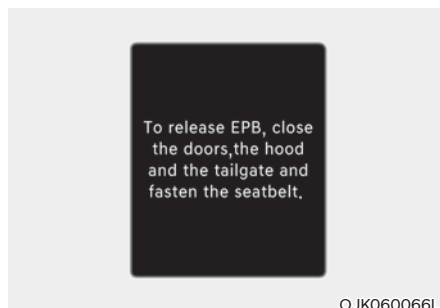 To release EPB, close
the doors,the hood
and the tailgate and
fasten the seatbelt.
OJK060066L